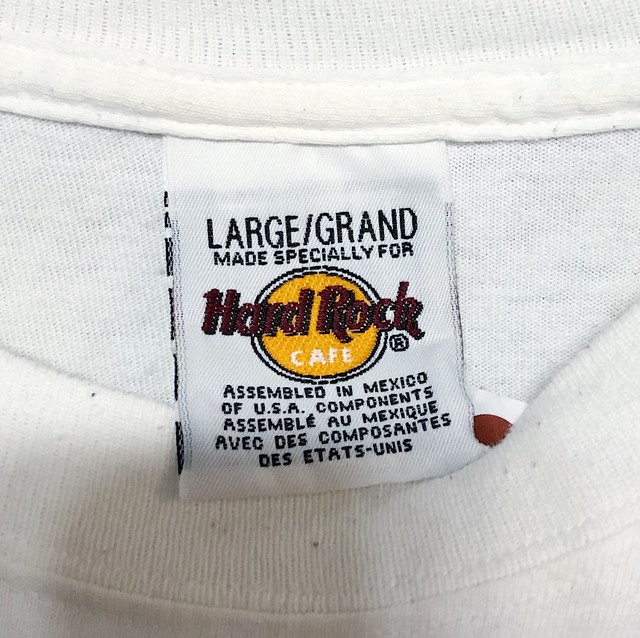 LARGE/GRAND
MADE SPECIALLY FOR
Hard Rock
CAFE ®
ASSEMBLED IN MEXICO
OF U.S.A. COMPONENTS
ASSEMBLÉ AU MEXIQUE
AVEC DES COMPOSANTES
DES ETATS-UNIS